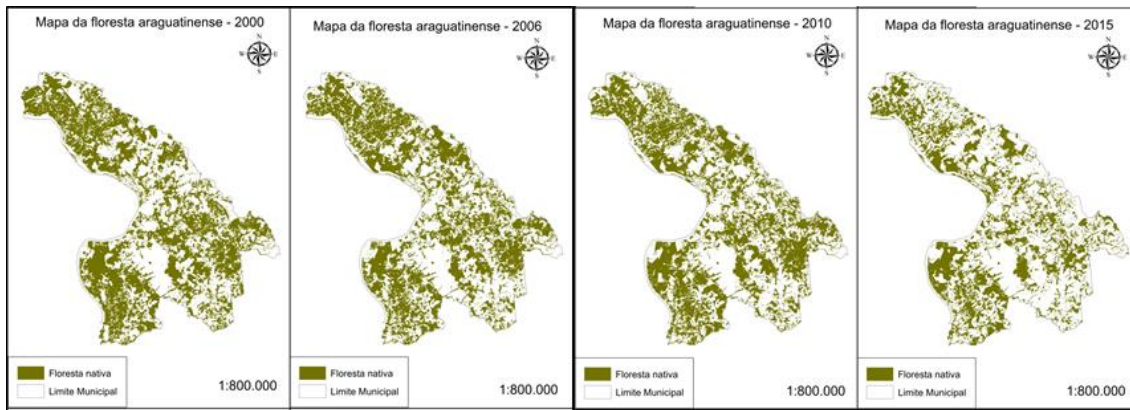 Mapa da floresta araguatinense - 2000
N
W E
S
Floresta nativa
Limite Municipal
1:800.000
Mapa da floresta araguatinense - 2006
N
W E
S
Floresta nativa
Limite Municipal
1:800.000
Mapa da floresta araguatinense - 2010
N
W E
S
Floresta nativa
Limite Municipal
1:800.000
Mapa da floresta araguatinense - 2015
N
W E
S
Floresta nativa
Limite Municipal
1:800.000